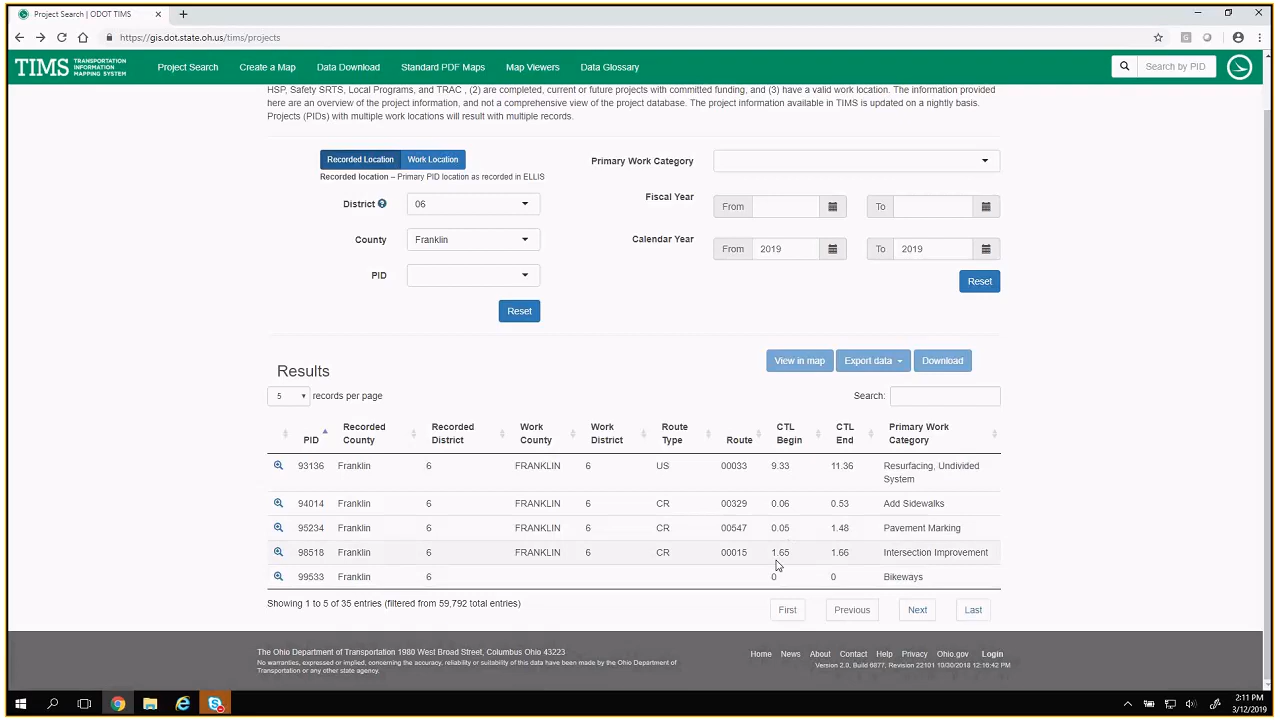 Project Search | ODOT TIMS
https://gis.dot.state.oh.us/tims/projects
TIMS TRANSPORTATION INFORMATION MAPPING SYSTEM
Project Search Create a Map Data Download Standard PDF Maps Map Viewers Data Glossary Search by PID
HSP, Safety SRTS, Local Programs, and TRAC , (2) are completed, current or future projects with committed funding, and (3) have a valid work location. The information provided
here are an overview of the project information, and not a comprehensive view of the project database. The project information available in TIMS is updated on a nightly basis.
Projects (PIDs) with multiple work locations will result with multiple records.
Recorded Location Work Location
Recorded location – Primary PID location as recorded in ELLIS
District 06
County Franklin
PID
Reset
Primary Work Category
Fiscal Year From To
Calendar Year From 2019 To 2019
Reset
Results
View in map Export data Download
5 records per page Search:
PID Recorded County Recorded District Work County Work District Route Type Route CTL Begin CTL End Primary Work Category
93136 Franklin 6 FRANKLIN 6 US 00033 9.33 11.36 Resurfacing, Undivided System
94014 Franklin 6 FRANKLIN 6 CR 00329 0.06 0.53 Add Sidewalks
95234 Franklin 6 FRANKLIN 6 CR 00547 0.05 1.48 Pavement Marking
98518 Franklin 6 FRANKLIN 6 CR 00015 1.65 1.66 Intersection Improvement
99533 Franklin 6 0 0 Bikeways
Showing 1 to 5 of 35 entries (filtered from 59,792 total entries)
First Previous Next Last
The Ohio Department of Transportation 1980 West Broad Street, Columbus Ohio 43223
No warranties, expressed or implied, concerning the accuracy, reliability or suitability of this data have been made by the Ohio Department of
Transportation or any other state agency.
Home News About Contact Help Privacy Ohio.gov Login
Version 2.0, Build 6877, Revision 22101 10/30/2018 12:16:42 PM
2:11 PM
3/12/2019